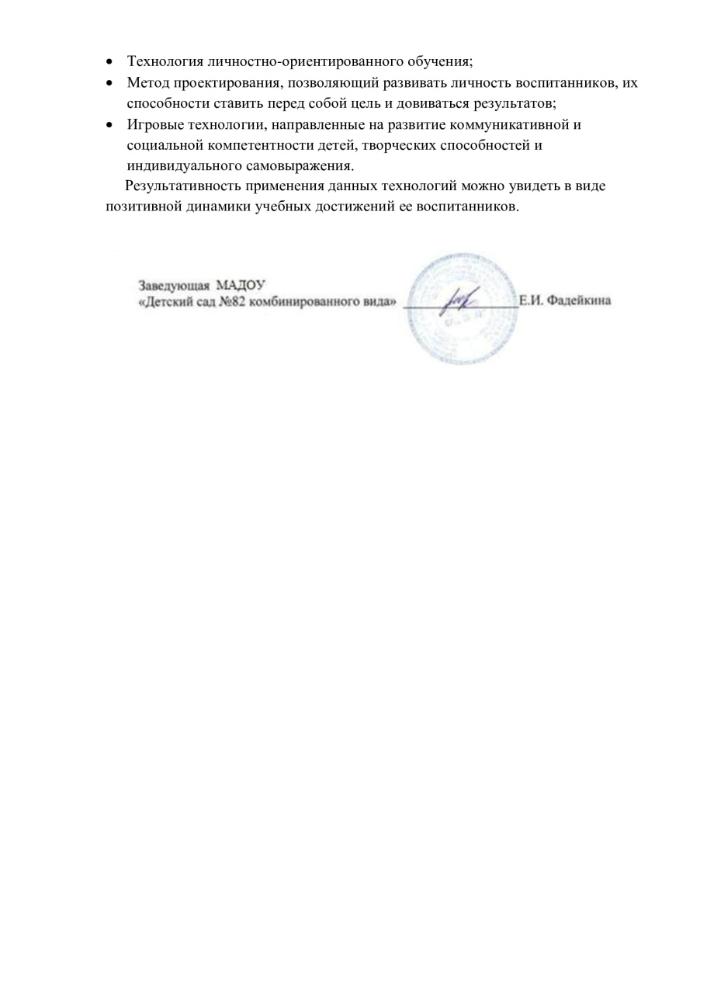 • Технология личностно-ориентированного обучения;
• Метод проектирования, позволяющий развивать личность воспитанников, их
способности ставить перед собой цель и довиваться результатов;
• Игровые технологии, направленные на развитие коммуникативной и
социальной компетентности детей, творческих способностей и
индивидуального самовыражения.
Результативность применения данных технологий можно увидеть в виде
позитивной динамики учебных достижений ее воспитанников.
Заведующая МАДОУ
«Детский сад №82 комбинированного вида» Е.И. Фадейкина